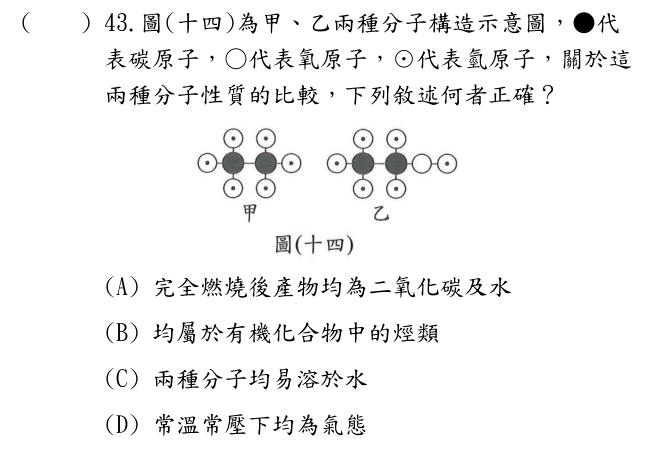 (　　) 43.圖(十四)為甲、乙兩種分子構造示意圖，●代
表碳原子，○代表氧原子，⊙代表氫原子，關於這
兩種分子性質的比較，下列敘述何者正確？
甲　乙
圖(十四)
(A) 完全燃燒後產物均為二氧化碳及水
(B) 均屬於有機化合物中的烴類
(C) 兩種分子均易溶於水
(D) 常溫常壓下均為氣態